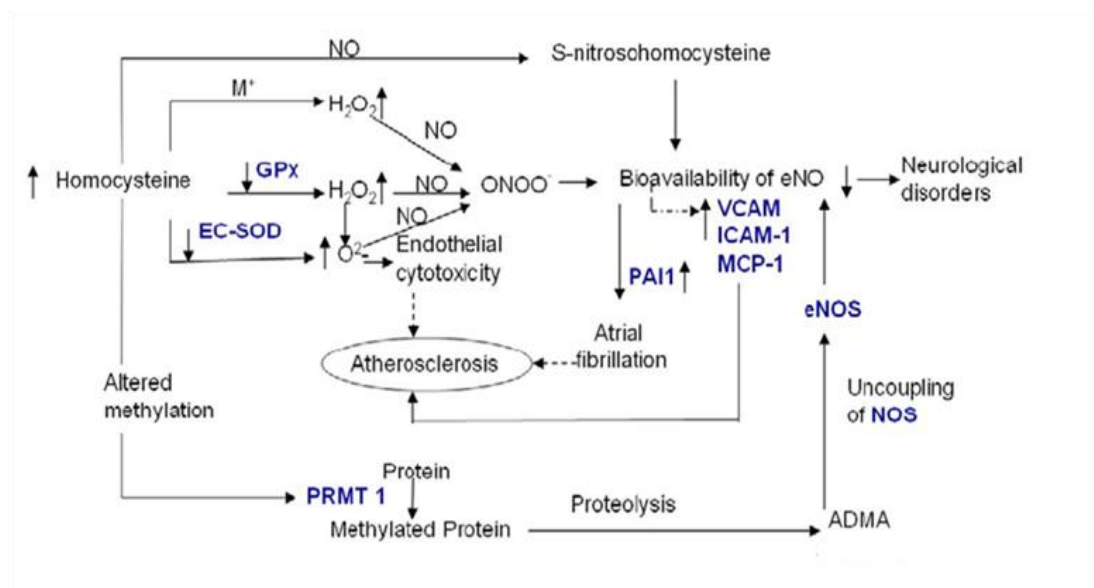 NO
S-nitroschomocysteine
M+
H2O2
NO
Homocysteine
GPx
H2O2
NO
ONOO-
Bioavailability of eNO
Neurological
disorders
VCAM
ICAM-1
MCP-1
EC-SOD
NO
O2-
Endothelial
cytotoxicity
PAI1
eNOS
Atrial
fibrillation
Atherosclerosis
Altered
methylation
Uncoupling
of NOS
Protein
PRMT 1
Methylated Protein
Proteolysis
ADMA